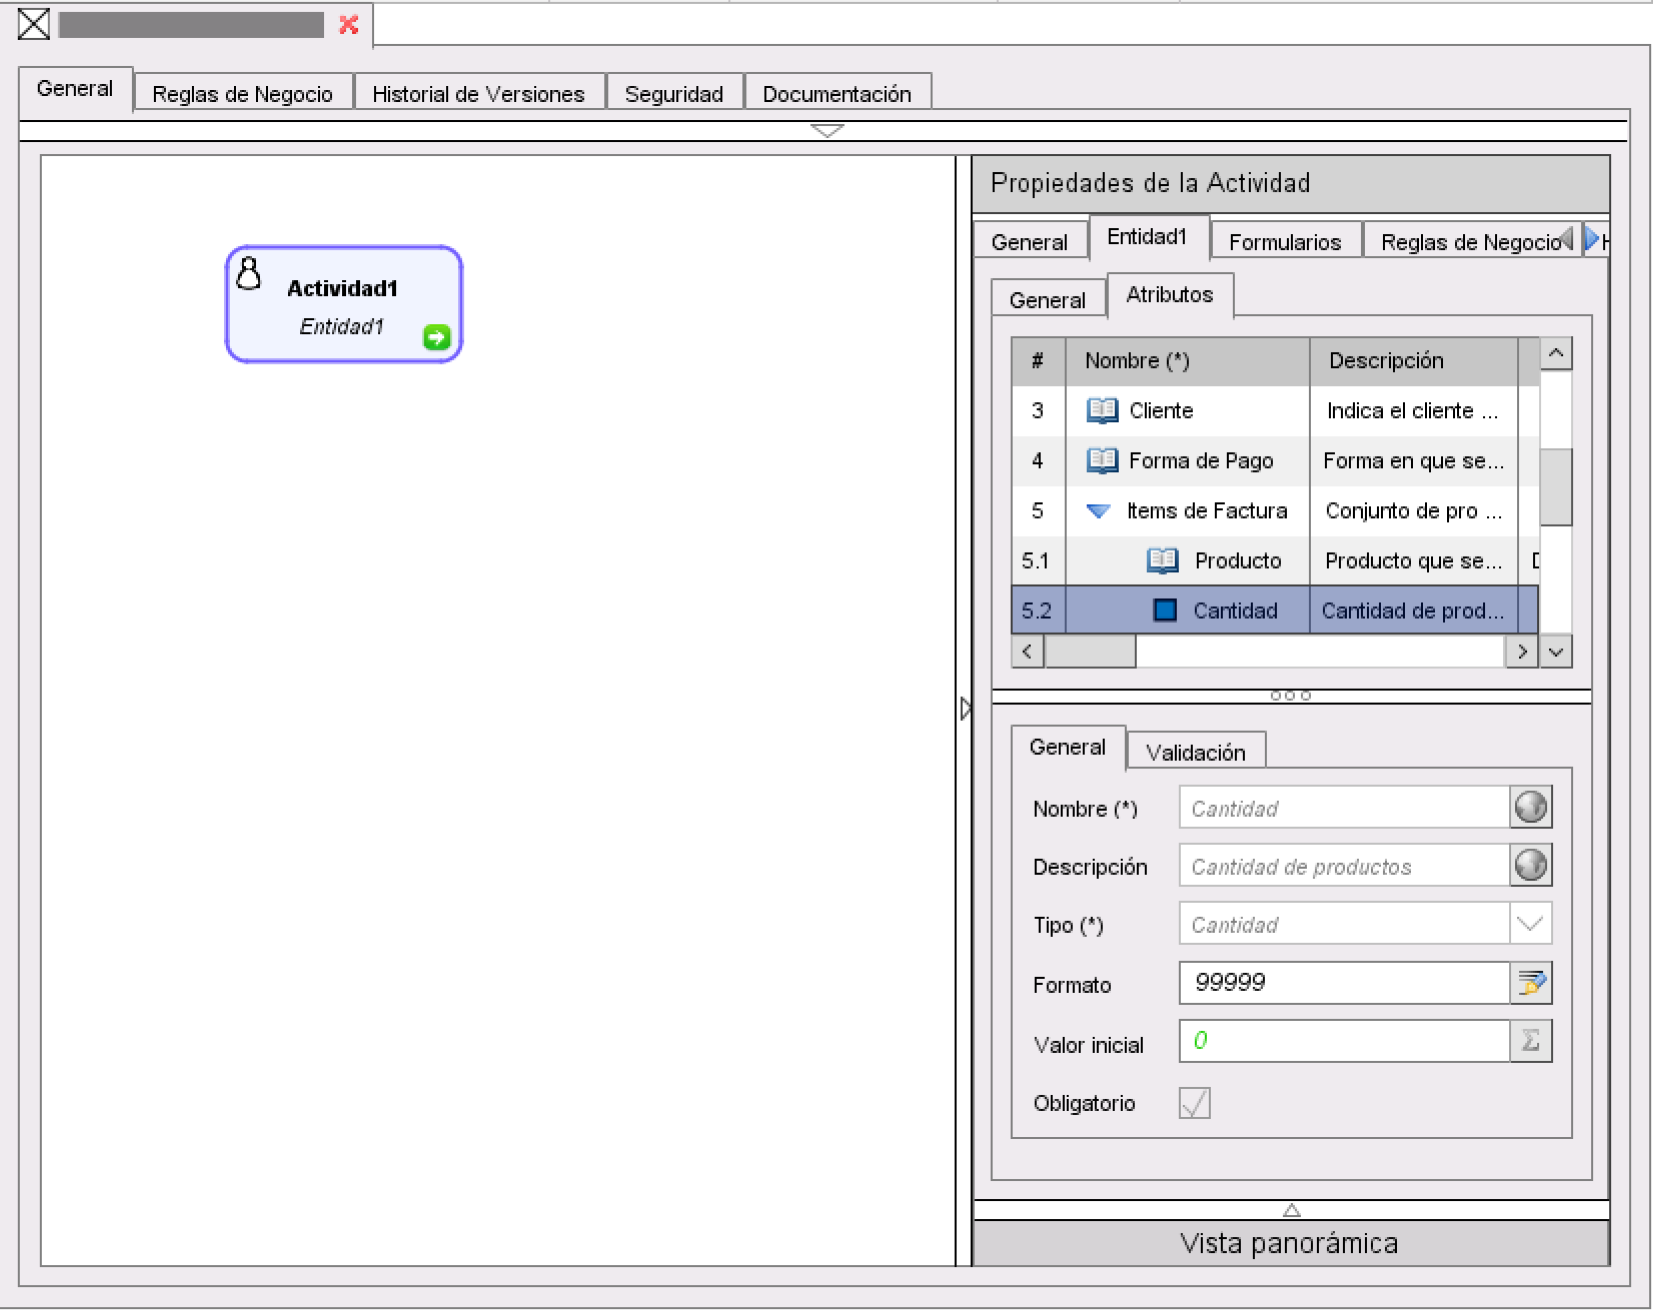 General
Reglas de Negocio
Historial de Versiones
Seguridad
Documentación
Actividad1
Entidad1
Propiedades de la Actividad
General
Entidad1
Formularios
Reglas de Negocio
General
Atributos
# Nombre (*) Descripción
3 Cliente Indica el cliente ...
4 Forma de Pago Forma en que se...
5 Items de Factura Conjunto de pro ...
5.1 Producto Producto que se...
5.2 Cantidad Cantidad de prod...
General
Validación
Nombre (*) Cantidad
Descripción Cantidad de productos
Tipo (*) Cantidad
Formato 99999
Valor inicial 0 Σ
Obligatorio
Vista panorámica